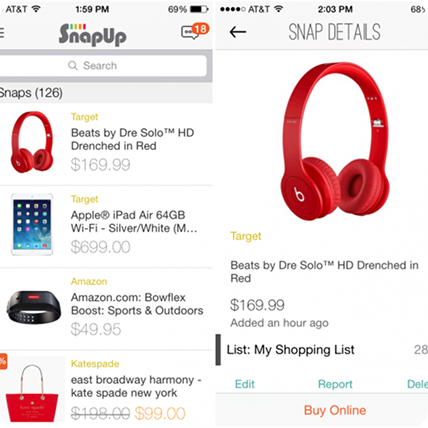 AT&T 1:59 PM 69%
SnapUp
18
Search
Snaps (126)
Target
Beats by Dre Solo™ HD
Drenched in Red
$169.99
Target
Apple® iPad Air 64GB
Wi-Fi - Silver/White (M...
$699.00
Amazon
Amazon.com: Bowflex
Boost: Sports & Outdoors
$49.95
%
Katespade
east broadway harmony -
kate spade new york
$198.00 $99.00
AT&T 2:03 PM 68
SNAP DETAILS
b
Target
Beats by Dre Solo™ HD Drenched in
Red
$169.99
Added an hour ago
List: My Shopping List 28
Edit Report Dele
Buy Online